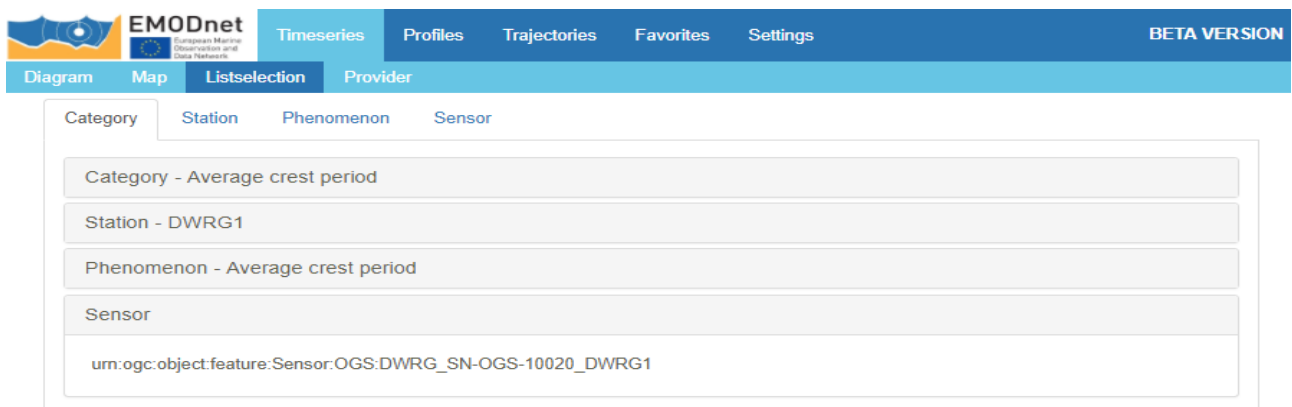 EMODnet
European Marine
Observation and
Data Network
Timeseries Profiles Trajectories Favorites Settings BETA VERSION
Diagram Map Listselection Provider
Category Station Phenomenon Sensor
Category - Average crest period
Station - DWRG1
Phenomenon - Average crest period
Sensor
urn:ogc:object:feature:Sensor:OGS:DWRG_SN-OGS-10020_DWRG1